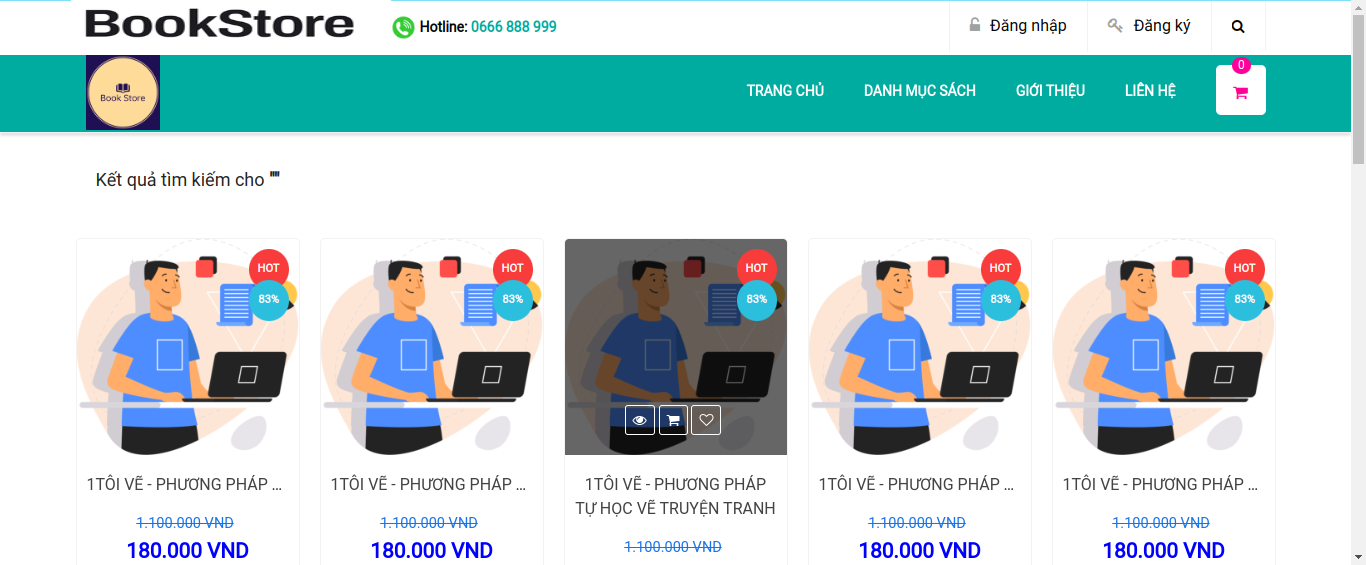 BookStore
Hotline: 0666 888 999
Đăng nhập
Đăng ký
Book Store
TRANG CHỦ
DANH MỤC SÁCH
GIỚI THIỆU
LIÊN HỆ
0
Kết quả tìm kiếm cho ""
HOT
83%
HOT
83%
HOT
83%
HOT
83%
HOT
83%
1TÔI VẼ - PHƯƠNG PHÁP ...
1TÔI VẼ - PHƯƠNG PHÁP ...
1TÔI VẼ - PHƯƠNG PHÁP
TỰ HỌC VẼ TRUYỆN TRANH
1TÔI VẼ - PHƯƠNG PHÁP ...
1TÔI VẼ - PHƯƠNG PHÁP ...
1.100.000 VND
180.000 VND
1.100.000 VND
180.000 VND
1.100.000 VND
1.100.000 VND
180.000 VND
1.100.000 VND
180.000 VND